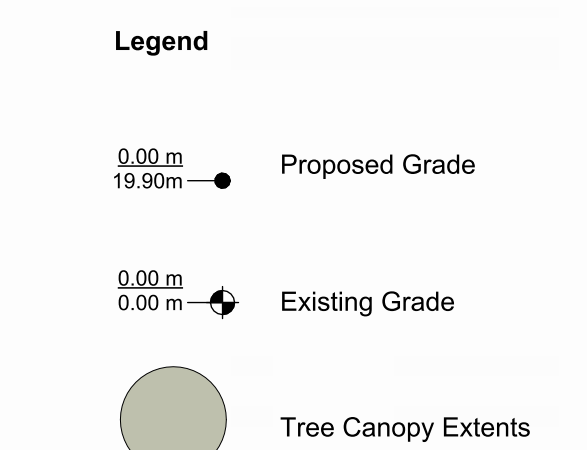 Legend
0.00 m
19.90m
Proposed Grade
0.00 m
0.00 m
Existing Grade
Tree Canopy Extents